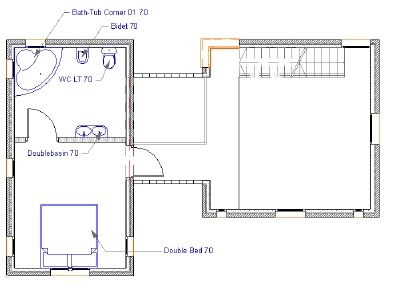 Bath-Tub Corner 01 70
Bidet 70
WC LT 70
Doublebasin 70
Double Bed 70